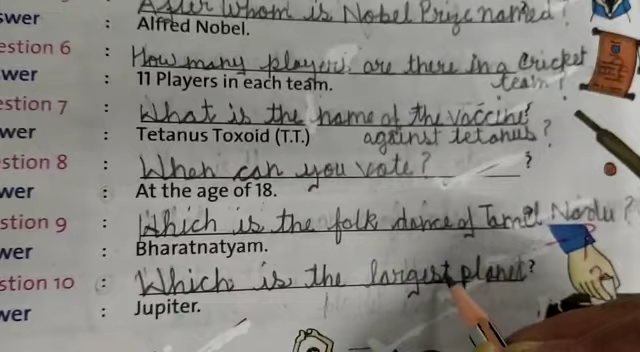 swer : After whom is Nobel Prize named?
Alfred Nobel.
estion 6 : How many players are there in a cricket
team?
wer : 11 Players in each team.
estion 7 : What is the name of the vaccine
against tetanus?
wer : Tetanus Toxoid (T.T.)
stion 8 : When can you vote? ?
wer : At the age of 18.
stion 9 : Which is the folk dance of Tamil Nadu?
wer : Bharatnatyam.
stion 10 : Which is the largest planet?
wer : Jupiter.